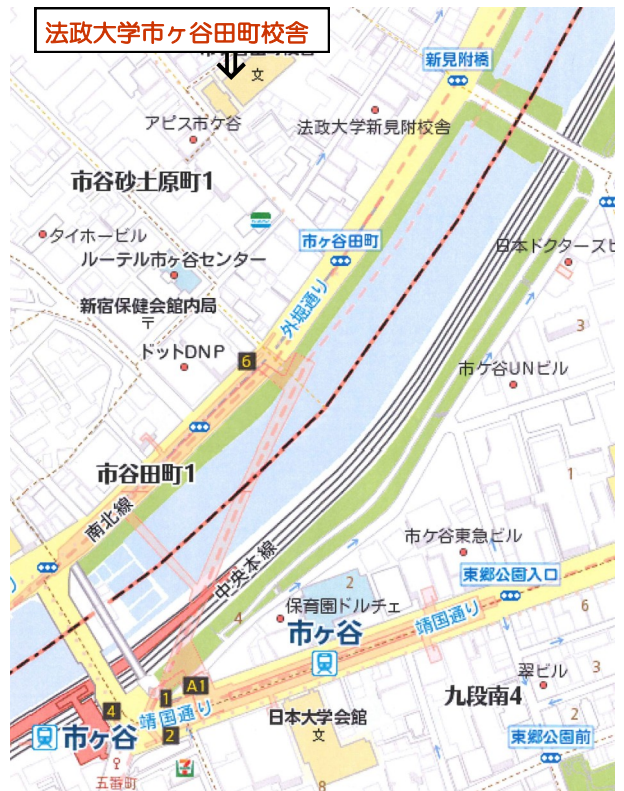 法政大学市ヶ谷田町校舎
文
新見附橋
アピス市ケ谷
法政大学新見附校舎
市谷砂土原町1
タイホービル
市ヶ谷田町
ルーテル市ヶ谷センター
日本ドクターズビ
外堀通り
新宿保健会館内局
〒
3
ドットDNP
6
市ケ谷UNビル
市谷田町1
1
南北線
市ケ谷東急ビル
中央本線
東郷公園入口
2
保育園ドルチェ
6
4
市ヶ谷
靖国通り
翠ビル
3
A1
1
九段南4
4
靖国通り
日本大学会館
2
2
市ヶ谷
文
東郷公園前
五番町
7
8